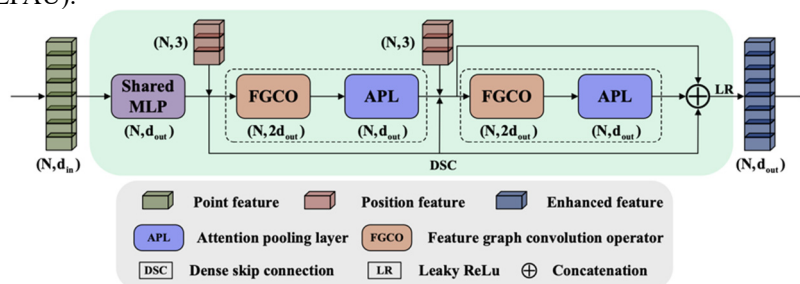 (N,3)
(N,3)
Shared
MLP
FGCO
APL
FGCO
APL
LR
(N,d_out)
(N,2d_out)
(N,d_out)
(N,2d_out)
(N,d_out)
(N,d_in)
DSC
(N,d_out)
Point feature
Position feature
Enhanced feature
APL
Attention pooling layer
FGCO
Feature graph convolution operator
DSC
Dense skip connection
LR
Leaky ReLu
Concatenation